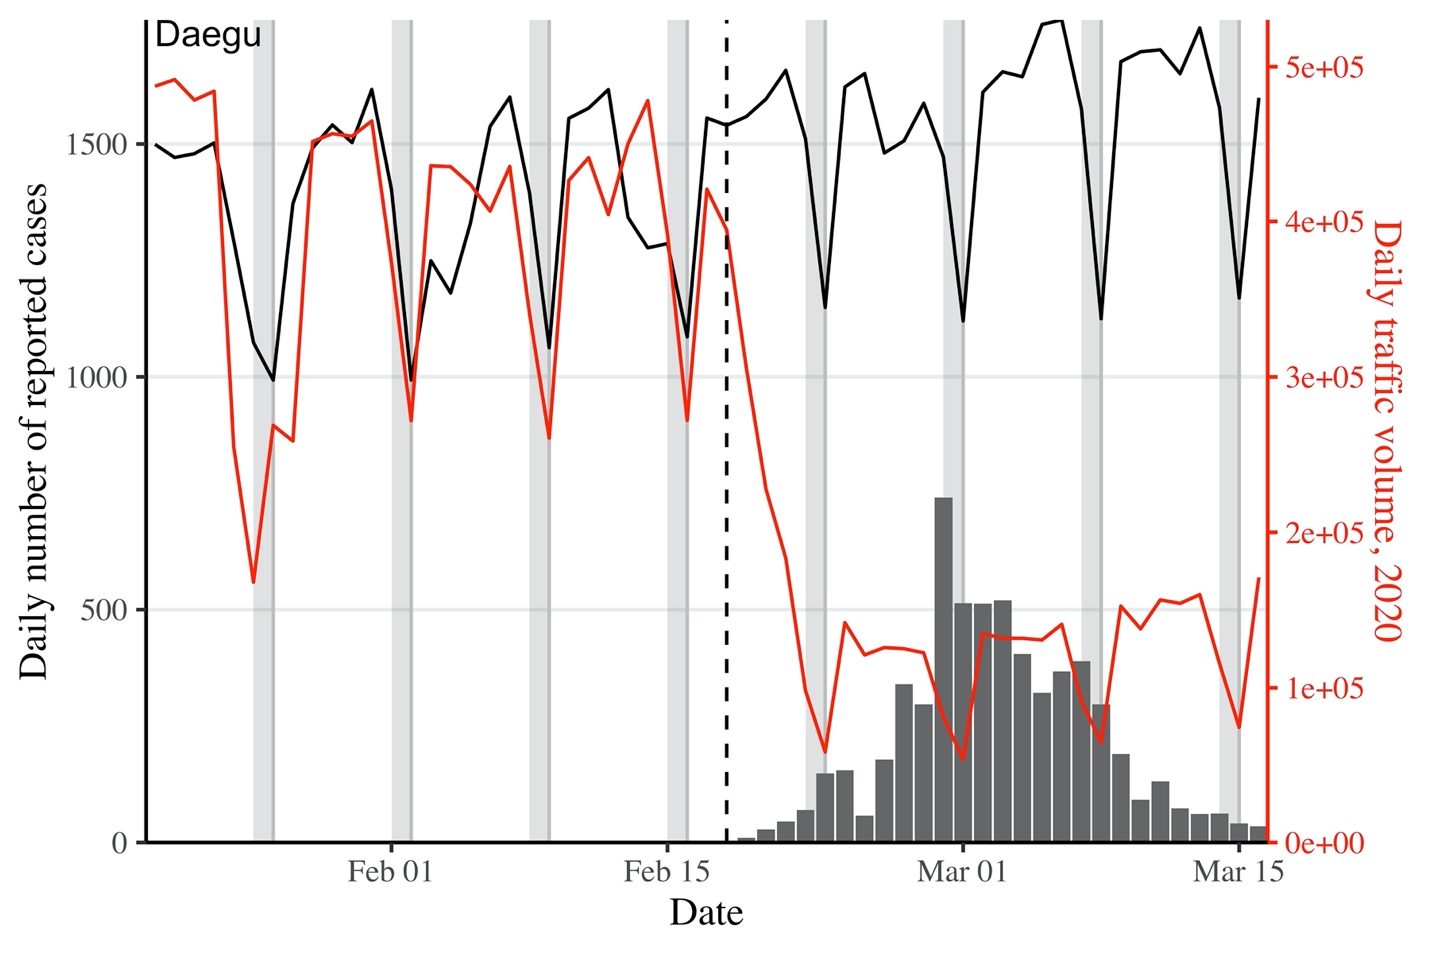 Daegu
Daily number of reported cases
1500
1000
500
0
5e+05
4e+05
3e+05
2e+05
1e+05
0e+00
Daily traffic volume, 2020
Feb 01
Feb 15
Mar 01
Mar 15
Date